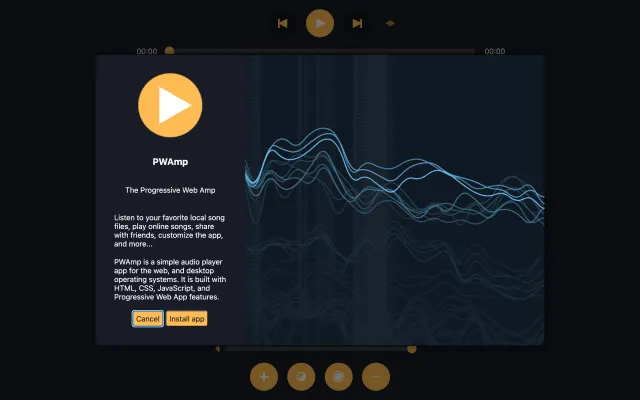 00:00
00:00
PWAmp
The Progressive Web Amp
Listen to your favorite local song
files, play online songs, share
with friends, customize the app,
and more...
PWAmp is a simple audio player
app for the web, and desktop
operating systems. It is built with
HTML, CSS, JavaScript, and
Progressive Web App features.
Cancel
Install app